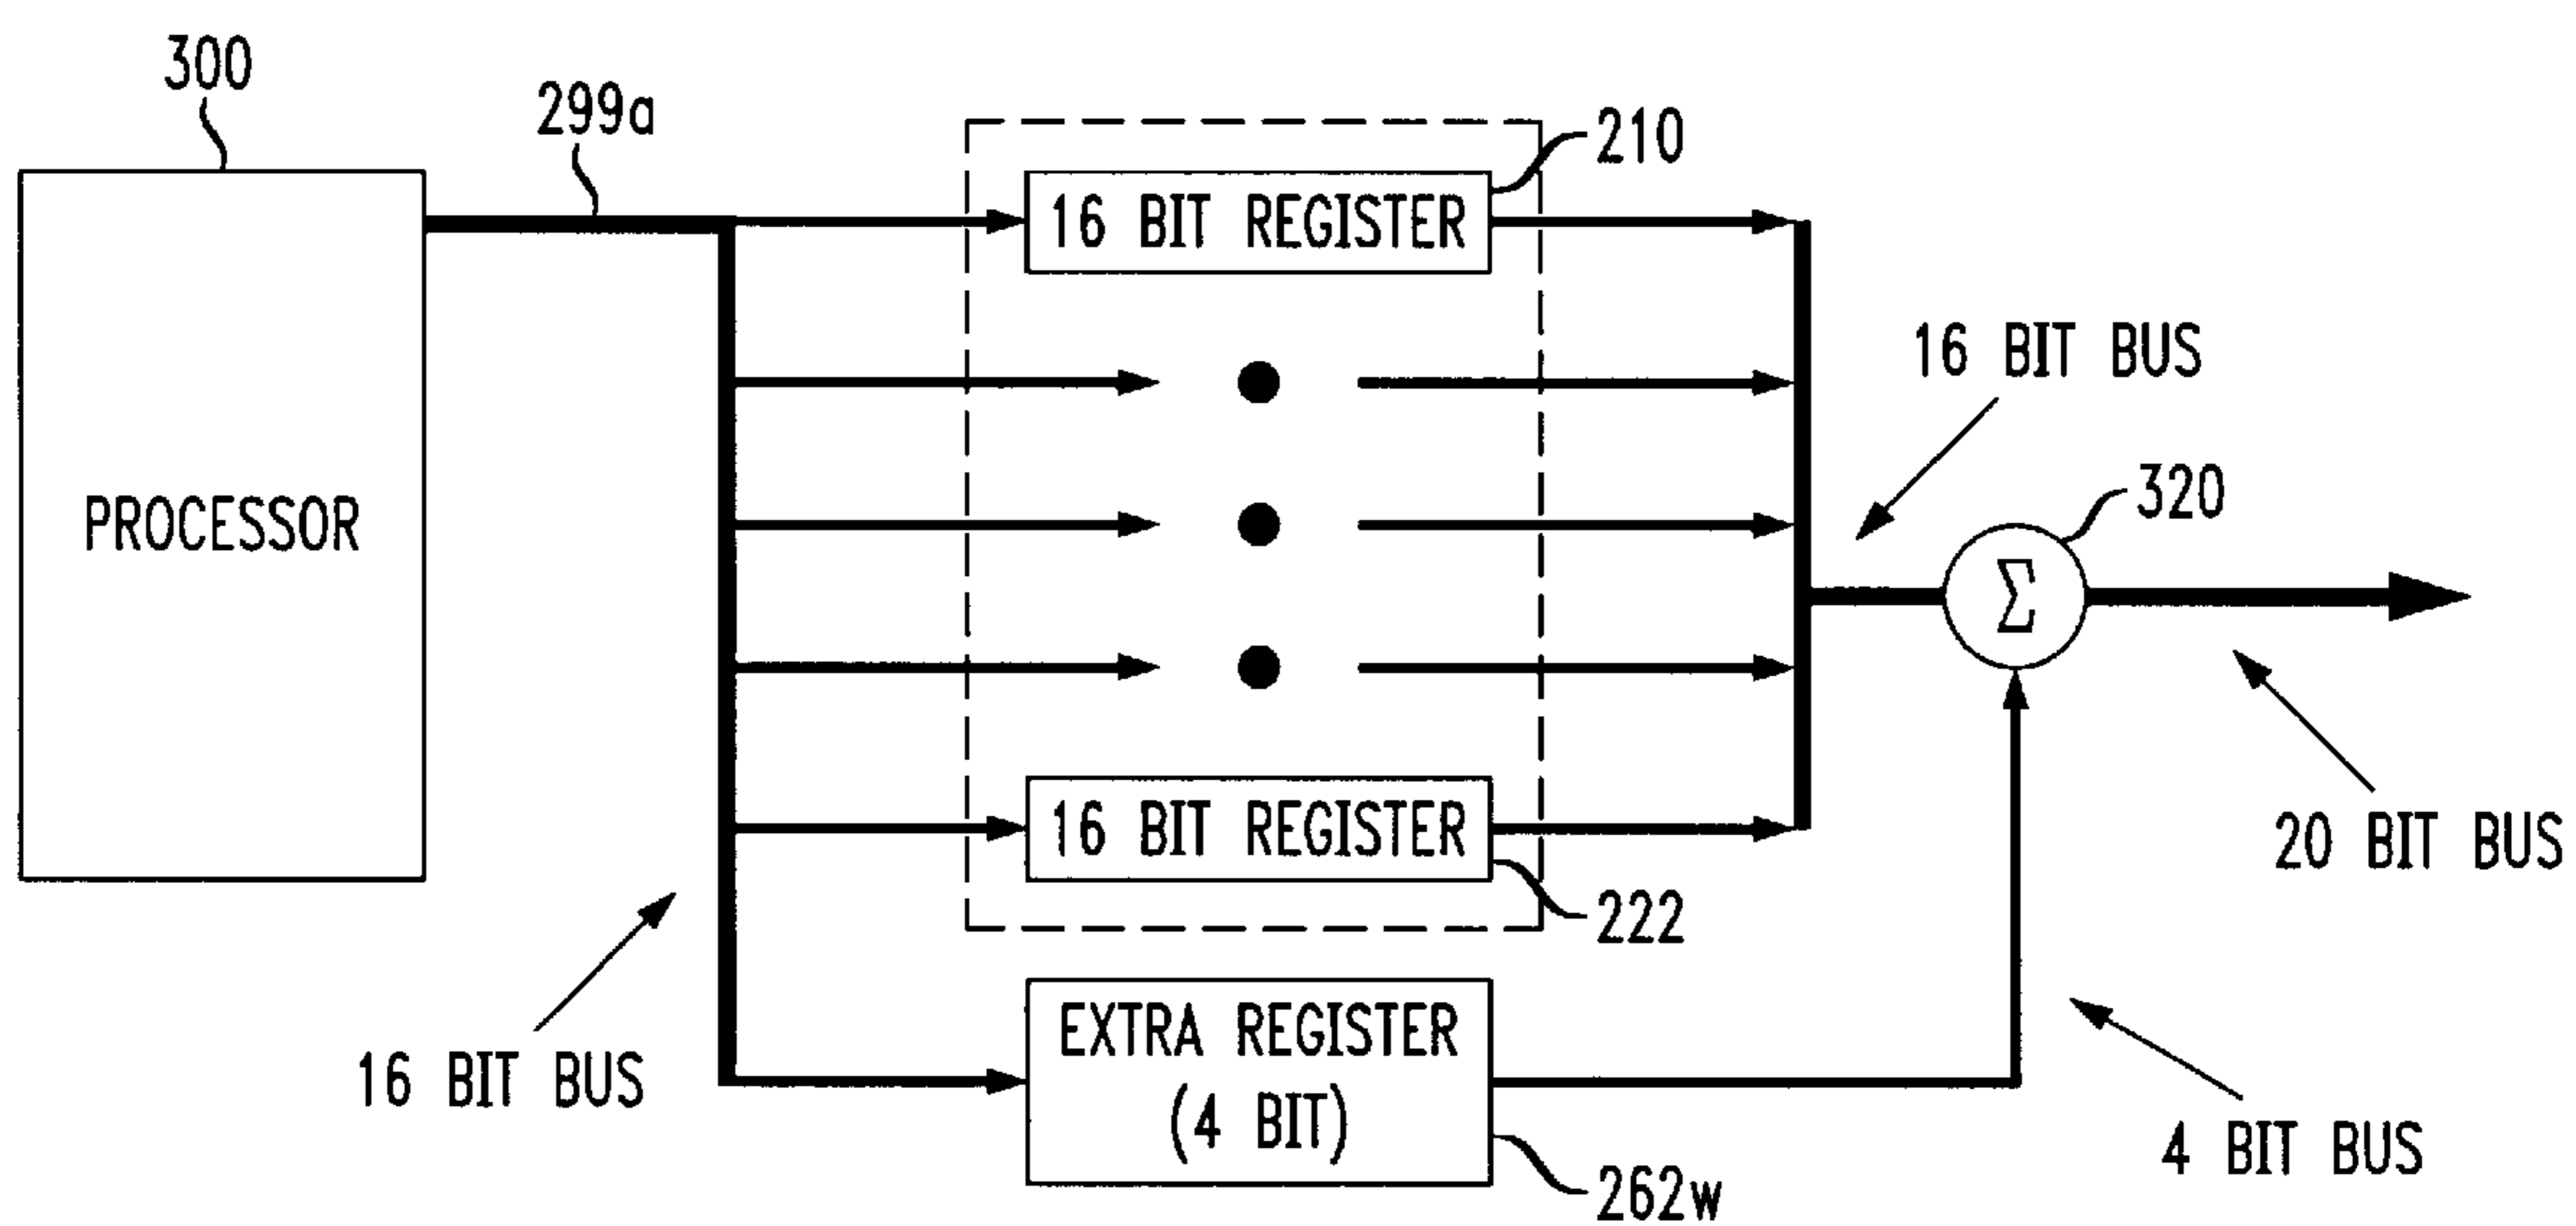 300
299a
210
16 BIT REGISTER
16 BIT BUS
320
PROCESSOR
Σ
16 BIT REGISTER
20 BIT BUS
222
EXTRA REGISTER
(4 BIT)
16 BIT BUS
4 BIT BUS
262w